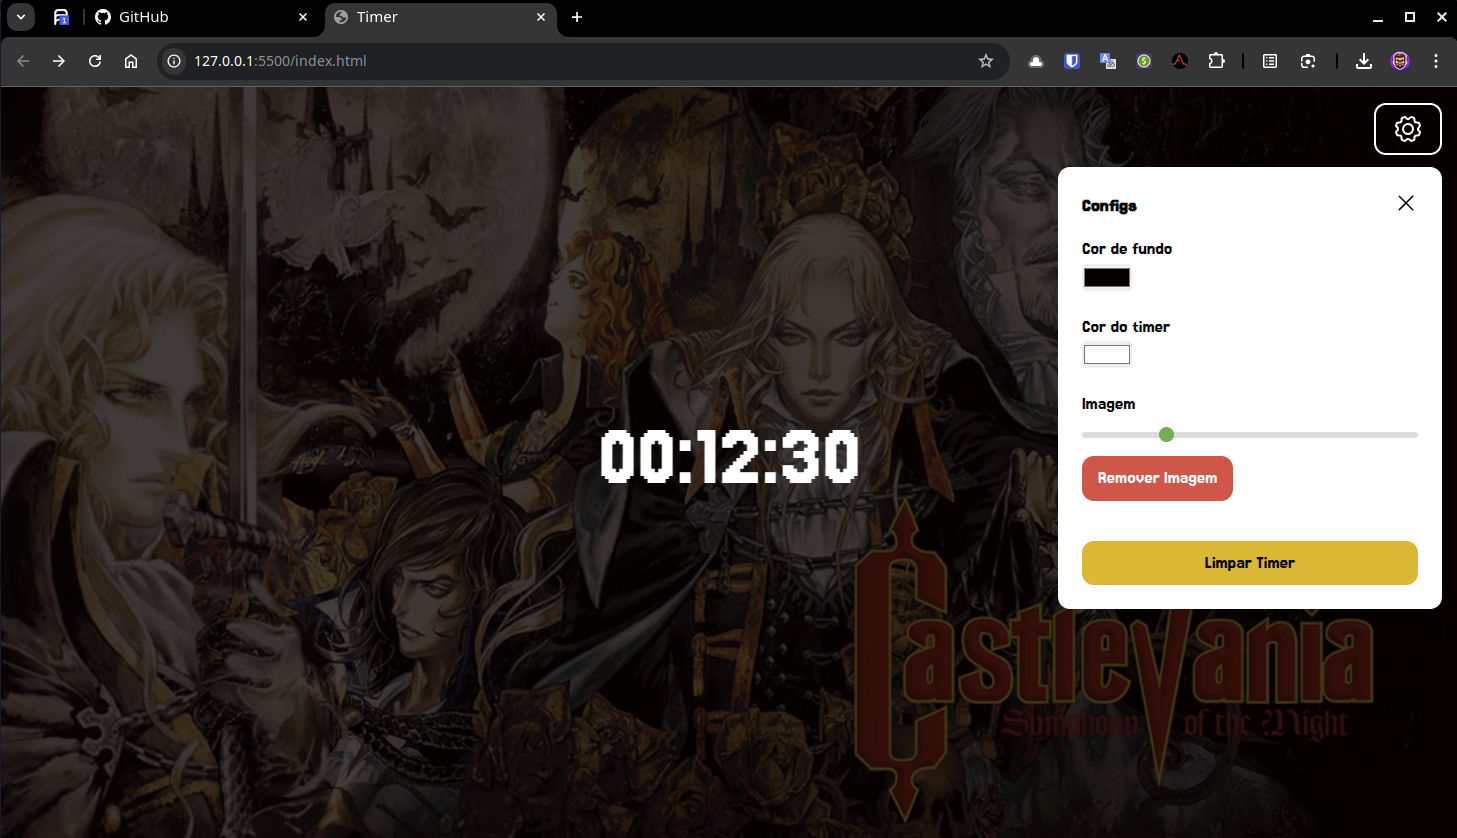 GitHub
Timer
127.0.0.1:5500/index.html
Configs
Cor de fundo
Cor do timer
Imagem
Remover Imagem
Limpar Timer
00:12:30
Castlevania
Symphony of the Night